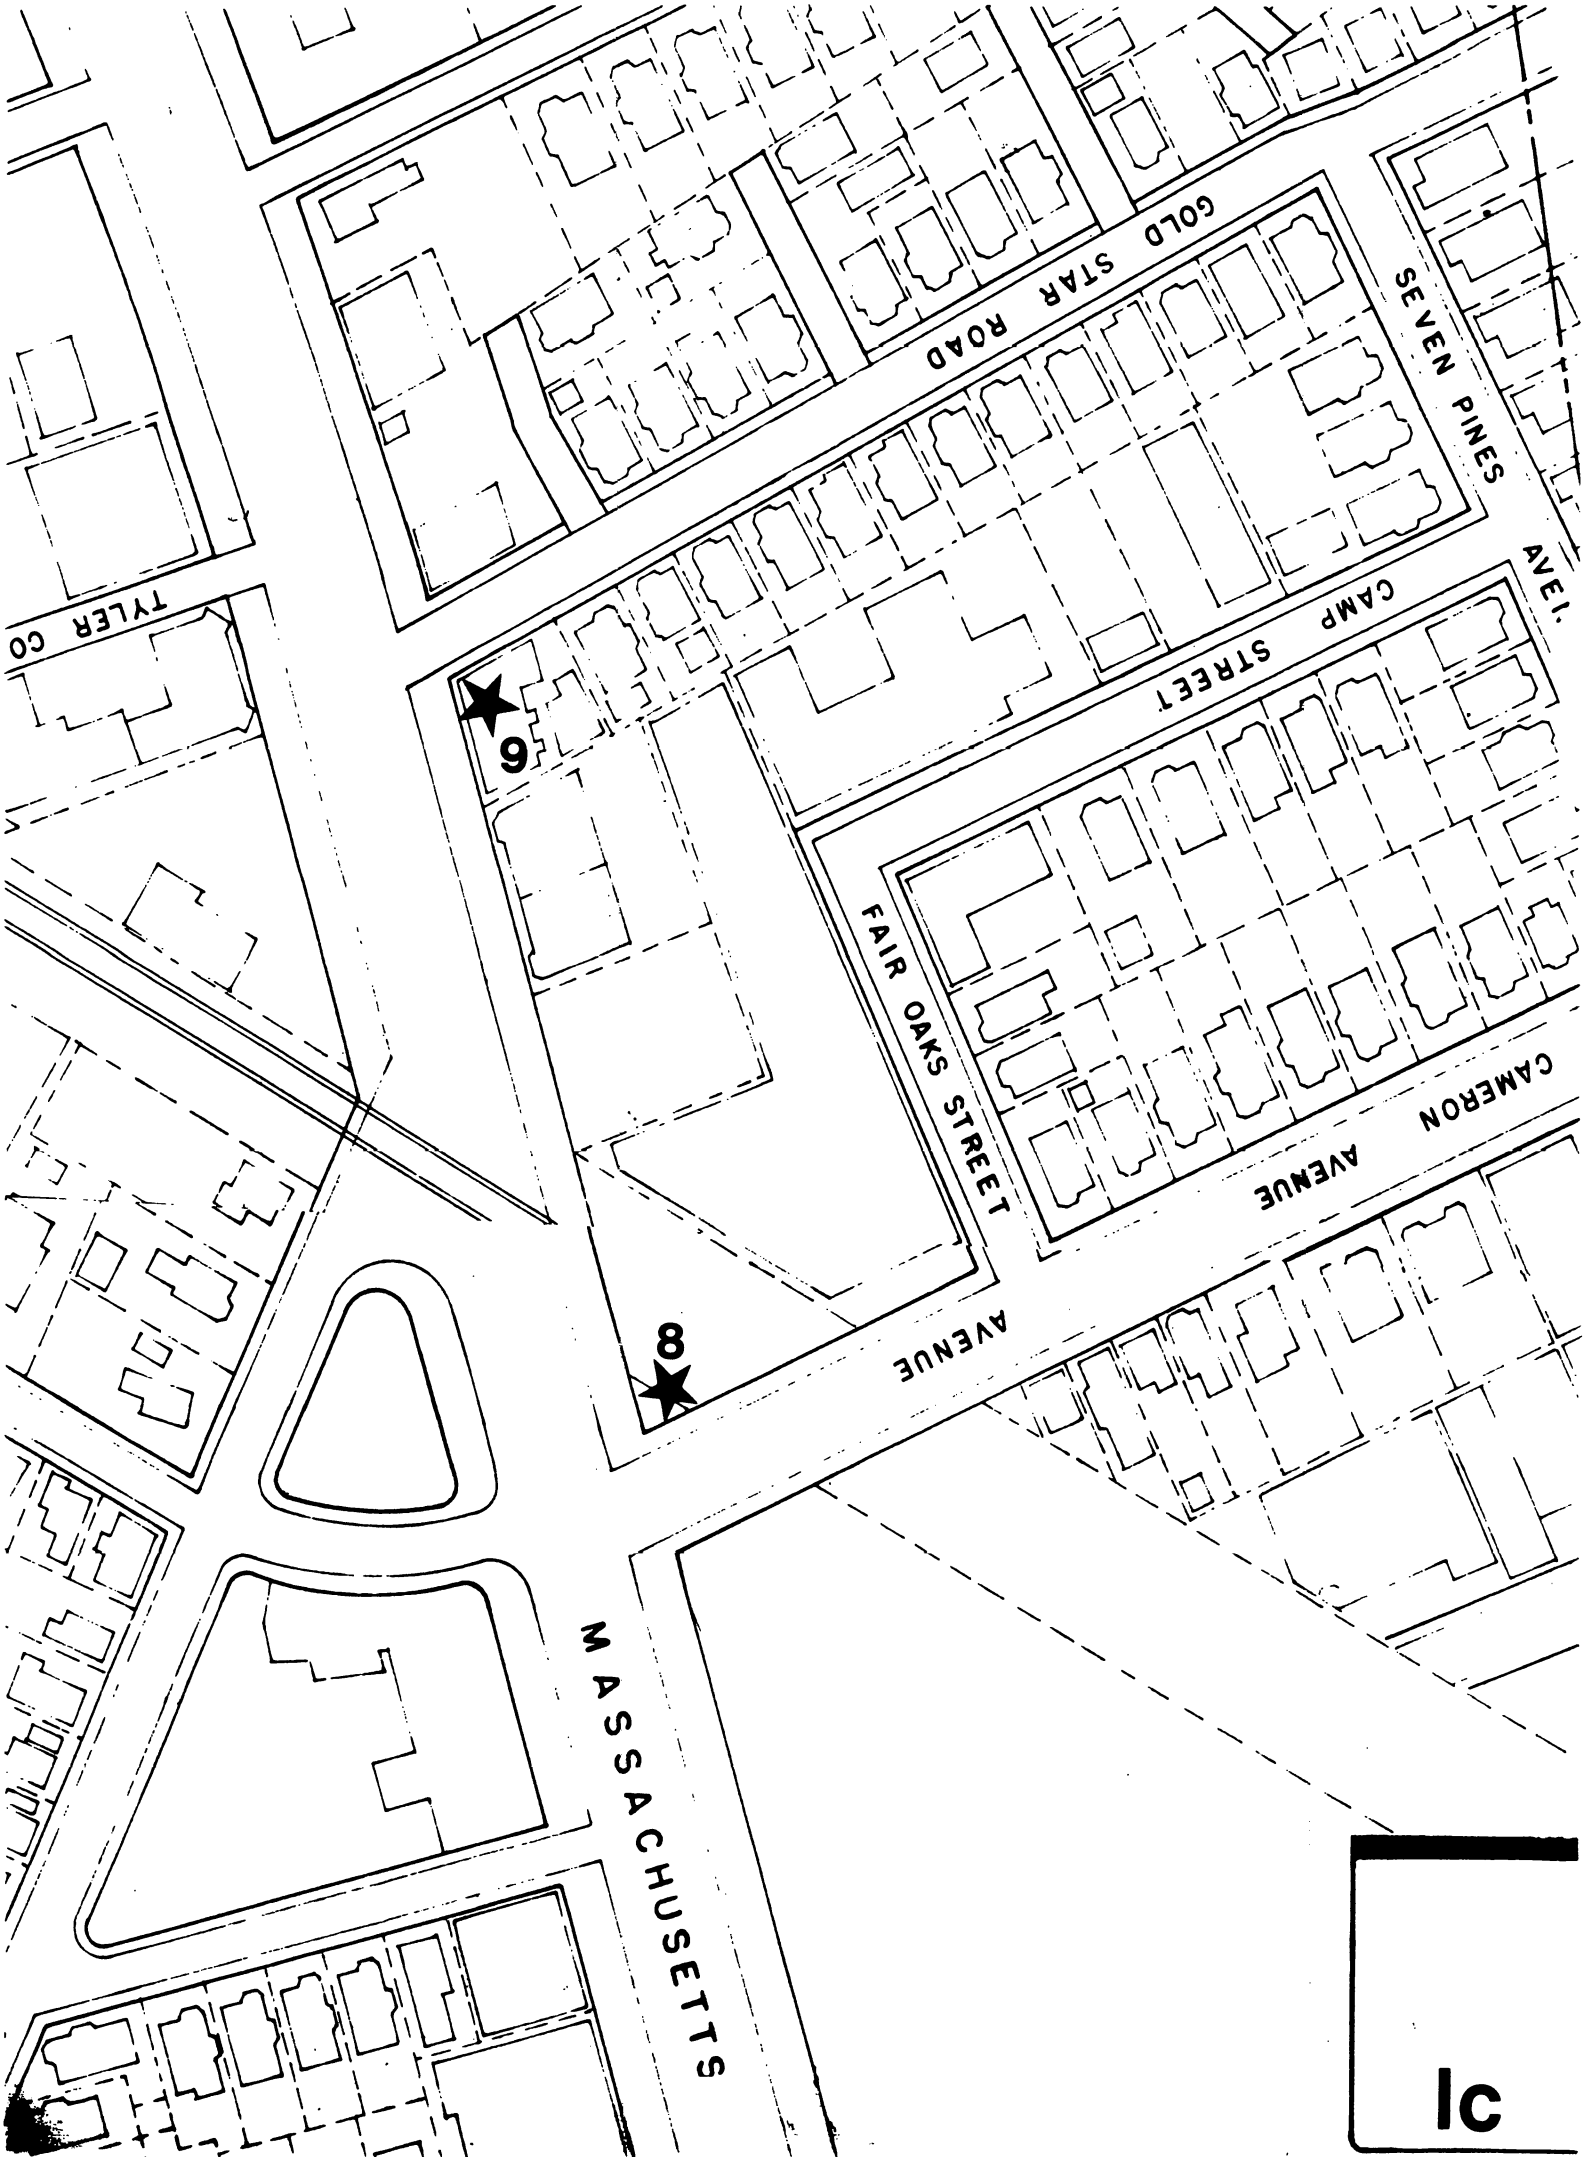 GOLD STAR ROAD
SEVEN PINES AVE
TYLER CO
CAMP STREET
9
FAIR OAKS STREET
CAMERON AVENUE
8
AVENUE
MASSACHUSETTS
Ic